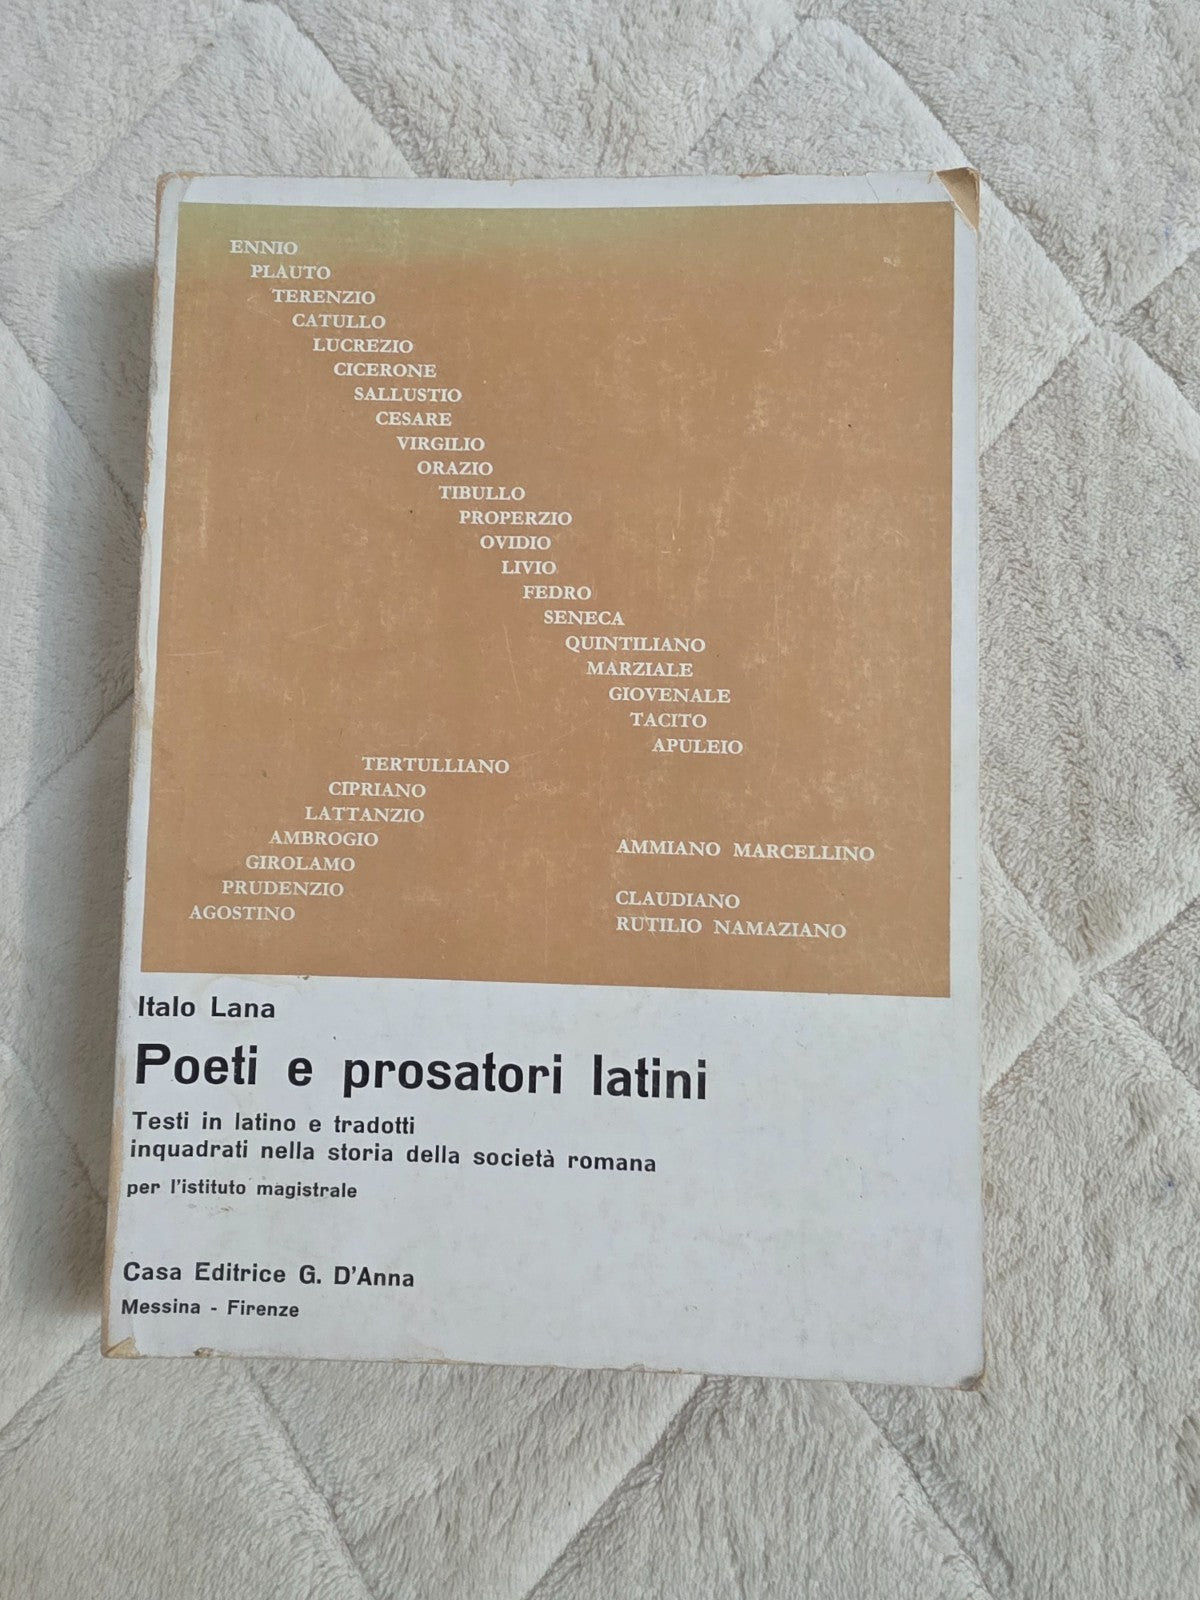 ENNIO
PLAUTO
TERENZIO
CATULLO
LUCREZIO
CICERONE
SALLUSTIO
CESARE
VIRGILIO
ORAZIO
TIBULLO
PROPERZIO
OVIDIO
LIVIO
FEDRO
SENECA
QUINTILIANO
MARZIALE
GIOVENALE
TACITO
APULEIO
TERTULLIANO
CIPRIANO
LATTANZIO
AMBROGIO
GIROLAMO
PRUDENZIO
AGOSTINO
AMMIANO MARCELLINO
CLAUDIANO
RUTILIO NAMAZIANO
Italo Lana
Poeti e prosatori latini
Testi in latino e tradotti
inquadrati nella storia della società romana
per l'istituto magistrale
Casa Editrice G. D'Anna
Messina - Firenze